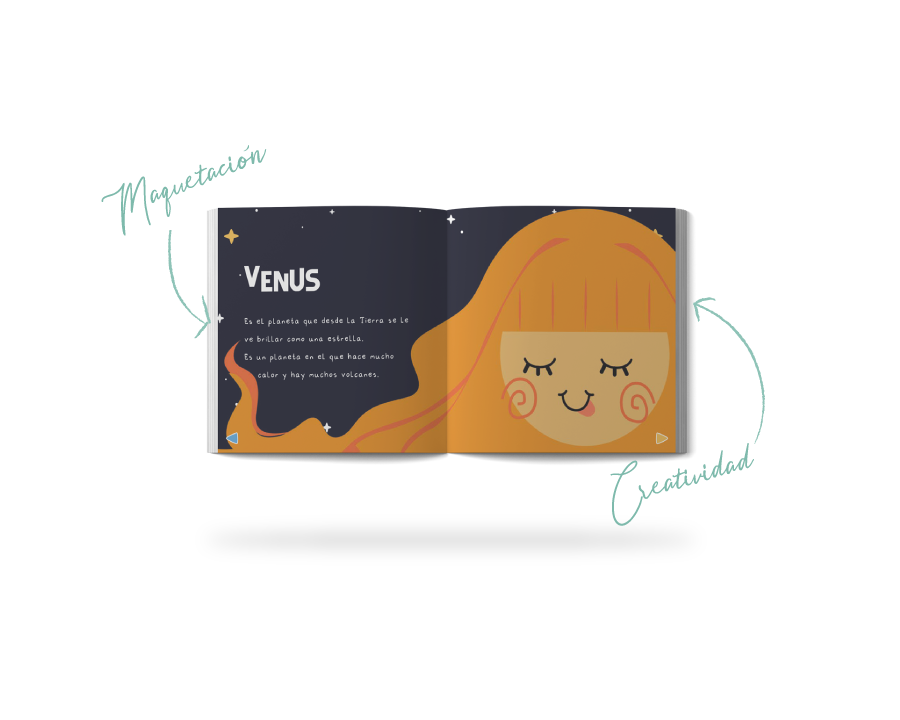 Maquetación
VENUS
Es el planeta que desde la Tierra se le
ve brillar como una estrella.
Es un planeta en el que hace mucho
calor y hay muchos volcanes.
Creatividad